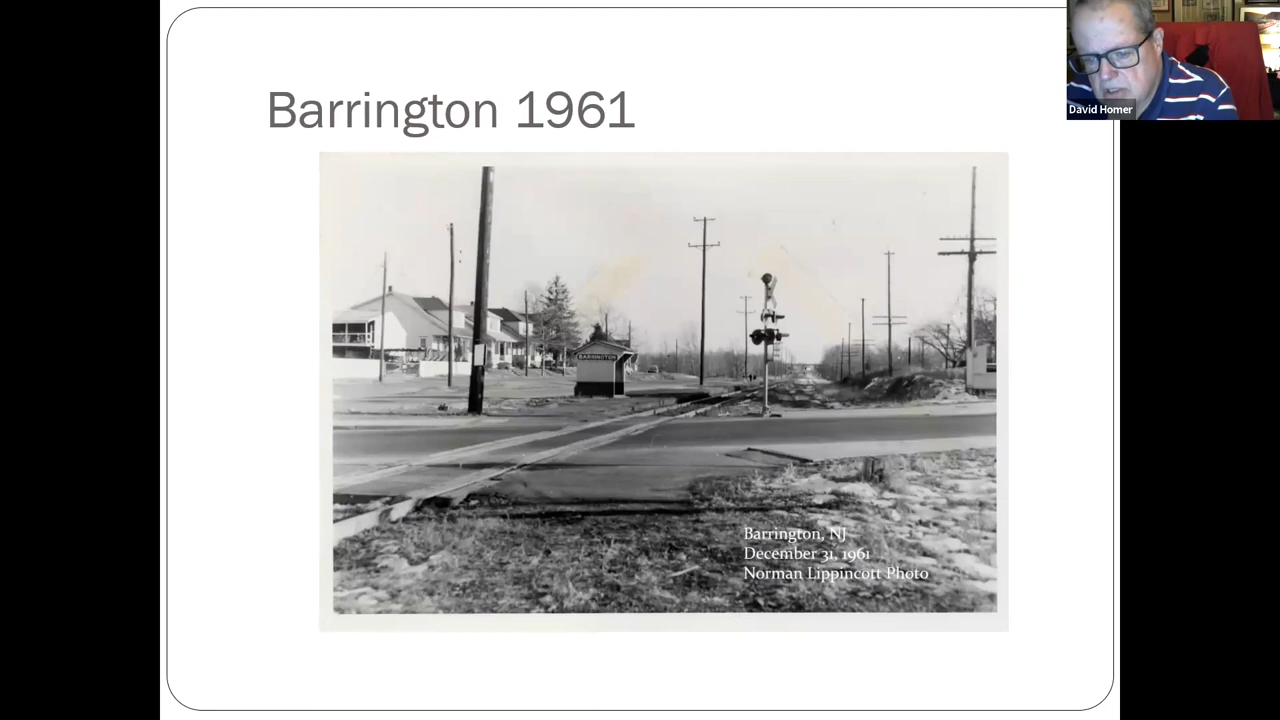 Barrington 1961
David Homer
BARRINGTON
Barrington, NJ
December 31, 1961
Norman Lippincott Photo